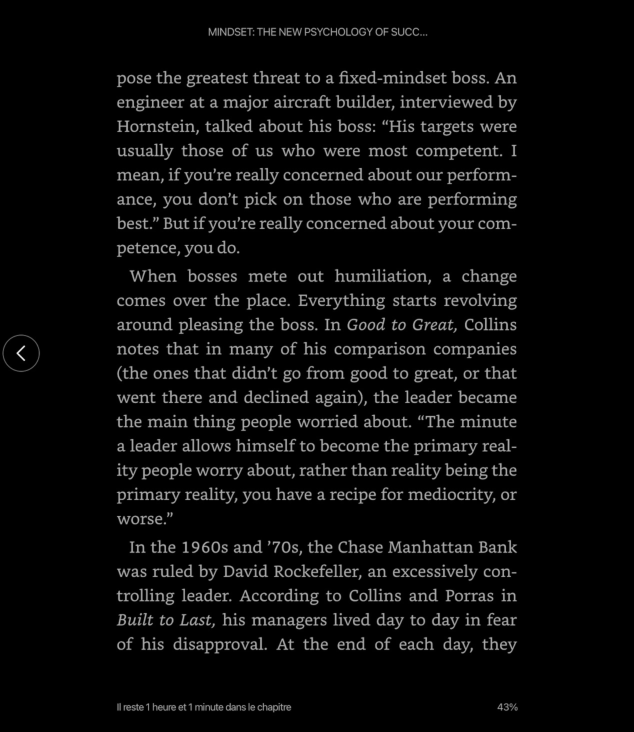 MINDSET: THE NEW PSYCHOLOGY OF SUCC...
pose the greatest threat to a fixed-mindset boss. An
engineer at a major aircraft builder, interviewed by
Hornstein, talked about his boss: “His targets were
usually those of us who were most competent. I
mean, if you’re really concerned about our perform-
ance, you don’t pick on those who are performing
best.” But if you’re really concerned about your com-
petence, you do.
When bosses mete out humiliation, a change
comes over the place. Everything starts revolving
around pleasing the boss. In Good to Great, Collins
notes that in many of his comparison companies
(the ones that didn’t go from good to great, or that
went there and declined again), the leader became
the main thing people worried about. “The minute
a leader allows himself to become the primary real-
ity people worry about, rather than reality being the
primary reality, you have a recipe for mediocrity, or
worse.”
In the 1960s and ’70s, the Chase Manhattan Bank
was ruled by David Rockefeller, an excessively con-
trolling leader. According to Collins and Porras in
Built to Last, his managers lived day to day in fear
of his disapproval. At the end of each day, they
Il reste 1 heure et 1 minute dans le chapitre
43%